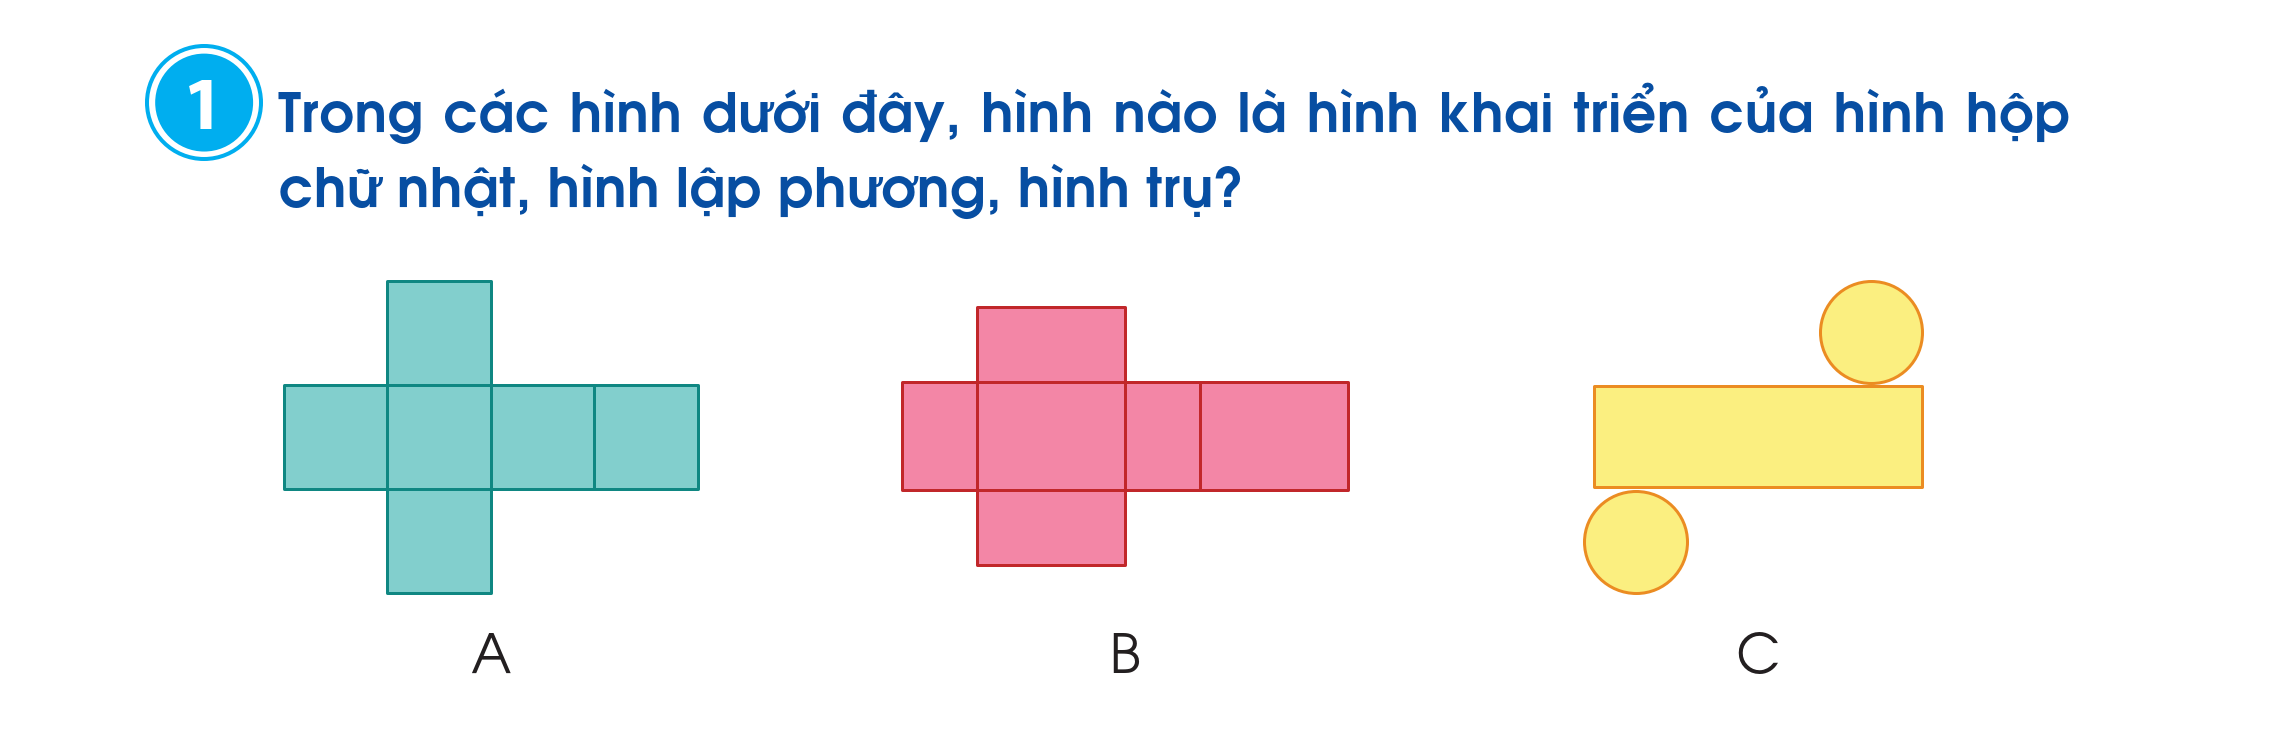 1 Trong các hình dưới đây, hình nào là hình khai triển của hình hộp
chữ nhật, hình lập phương, hình trụ?
A B C